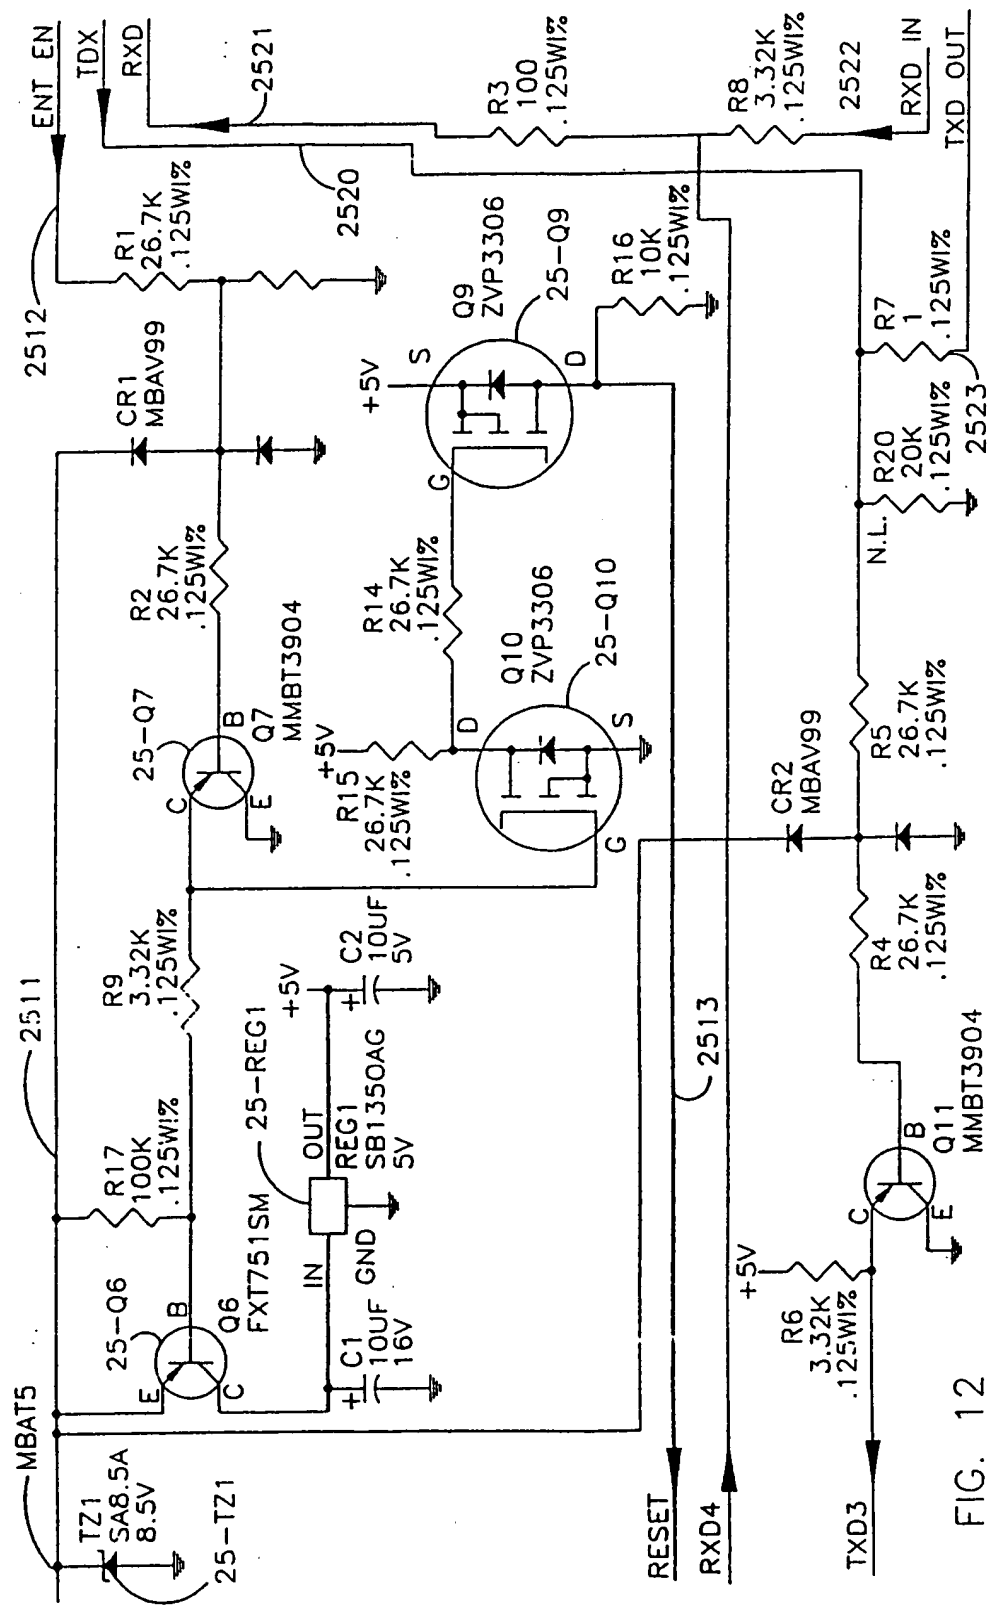 MBAT5
2511
2512
ENT EN
TDX
RXD
TZ1
SA8.5A
8.5V
25-TZ1
25-Q6
E
B
C
Q6
FXT751SM
R17
100K
.125W1%
R9
3.32K
.125W1%
25-Q7
C
B
E
Q7
MMBT3904
R2
26.7K
.125W1%
CR1
MBAV99
R1
26.7K
.125W1%
2520
2521
C1
10UF
16V
+
IN
GND
OUT
REG1
SB1350AG
5V
25-REG1
+5V
+
C2
10UF
5V
+5V
R15
26.7K
.125W1%
D
G
S
Q10
ZVP3306
25-Q10
R14
26.7K
.125W1%
+5V
S
G
D
Q9
ZVP3306
25-Q9
R16
10K
.125W1%
R3
100
.125W1%
R8
3.32K
.125W1%
2522
RXD IN
TXD OUT
RESET
RXD4
2513
TXD3
R6
3.32K
.125W1%
+5V
C
B
E
Q11
MMBT3904
R4
26.7K
.125W1%
CR2
MBAV99
R5
26.7K
.125W1%
N.L.
R20
20K
.125W1%
R7
1
.125W1%
2523
FIG. 12